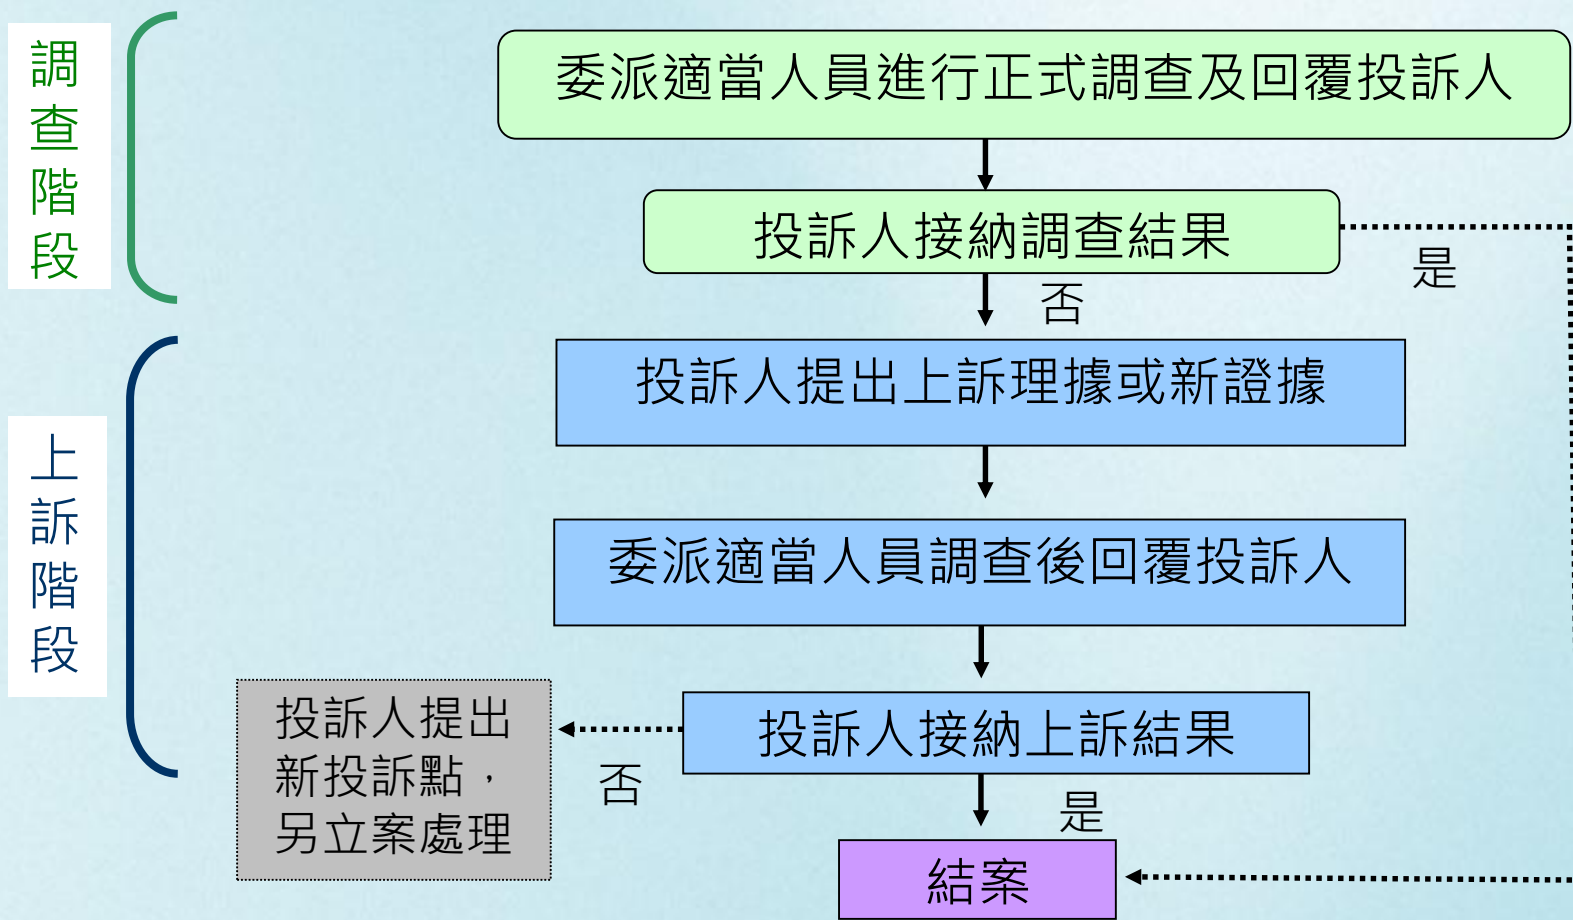 調查階段
委派適當人員進行正式調查及回覆投訴人
投訴人接納調查結果
是
否
上訴階段
投訴人提出上訴理據或新證據
委派適當人員調查後回覆投訴人
投訴人接納上訴結果
投訴人提出
新投訴點，
另立案處理
否
是
結案